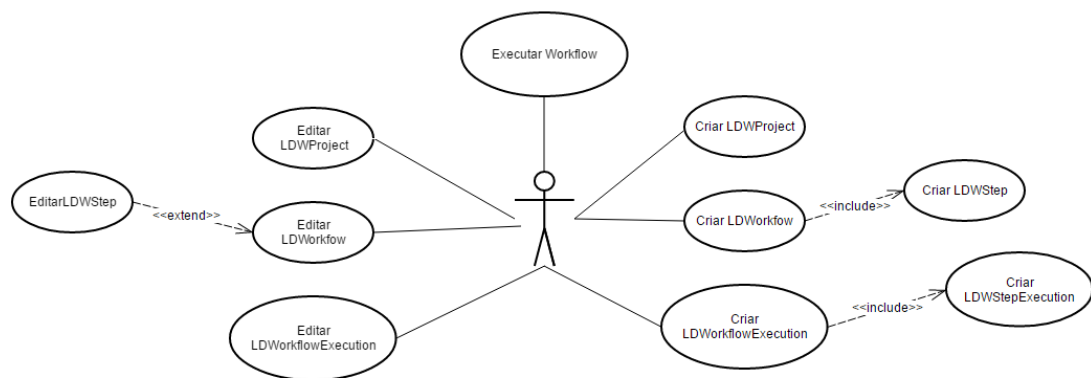 Executar Workflow
Editar
LDWProject
Criar LDWProject
EditarLDWStep
<<extend>>
Editar
LDWorkfow
Criar LDWorkfow
<<include>>
Criar LDWStep
Editar
LDWorkflowExecution
Criar
LDWorkflowExecution
<<include>>
Criar
LDWStepExecution